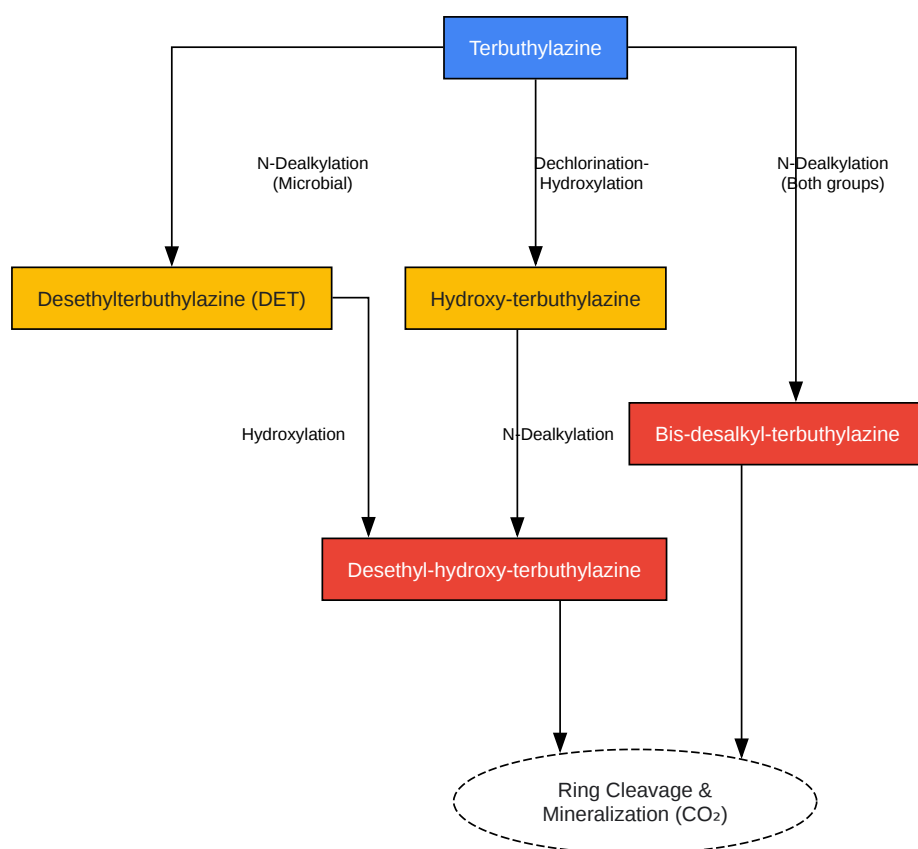 Terbuthylazine
N-Dealkylation
(Microbial)
Dechlorination-
Hydroxylation
N-Dealkylation
(Both groups)
Desethylterbuthylazine (DET)
Hydroxy-terbuthylazine
Bis-desalkyl-terbuthylazine
Hydroxylation
N-Dealkylation
Desethyl-hydroxy-terbuthylazine
Ring Cleavage &
Mineralization (CO₂)